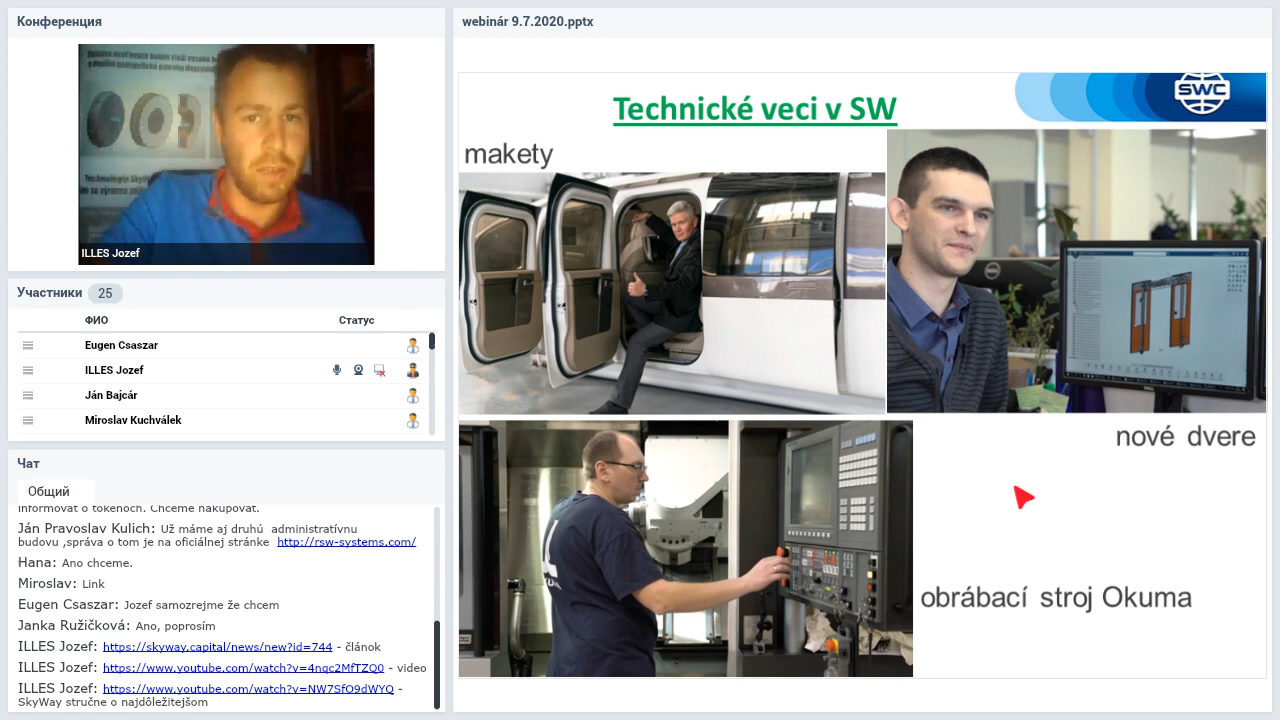 Конференция
ILLES Jozef
Участники 25
ФИО Статус
Eugen Csaszar
ILLES Jozef
Ján Bajcár
Miroslav Kuchválek
Чат
Общий
informovať o tokenoch. Chceme nakupovať.
Ján Pravoslav Kulich: Už máme aj druhú administratívnu
budovu ,správa o tom je na oficiálnej stránke http://rsw-systems.com/
Hana: Ano chceme.
Miroslav: Link
Eugen Csaszar: Jozef samozrejme že chcem
Janka Ružičková: Ano, poprosím
ILLES Jozef: https://skyway.capital/news/new?id=744 - článok
ILLES Jozef: https://www.youtube.com/watch?v=4nqc2MfTZQ0 - video
ILLES Jozef: https://www.youtube.com/watch?v=NW7SfO9dWYQ -
SkyWay stručne o najdôležitejšom
webinár 9.7.2020.pptx
Technické veci v SW
SWC
makety
nové dvere
obrábací stroj Okuma